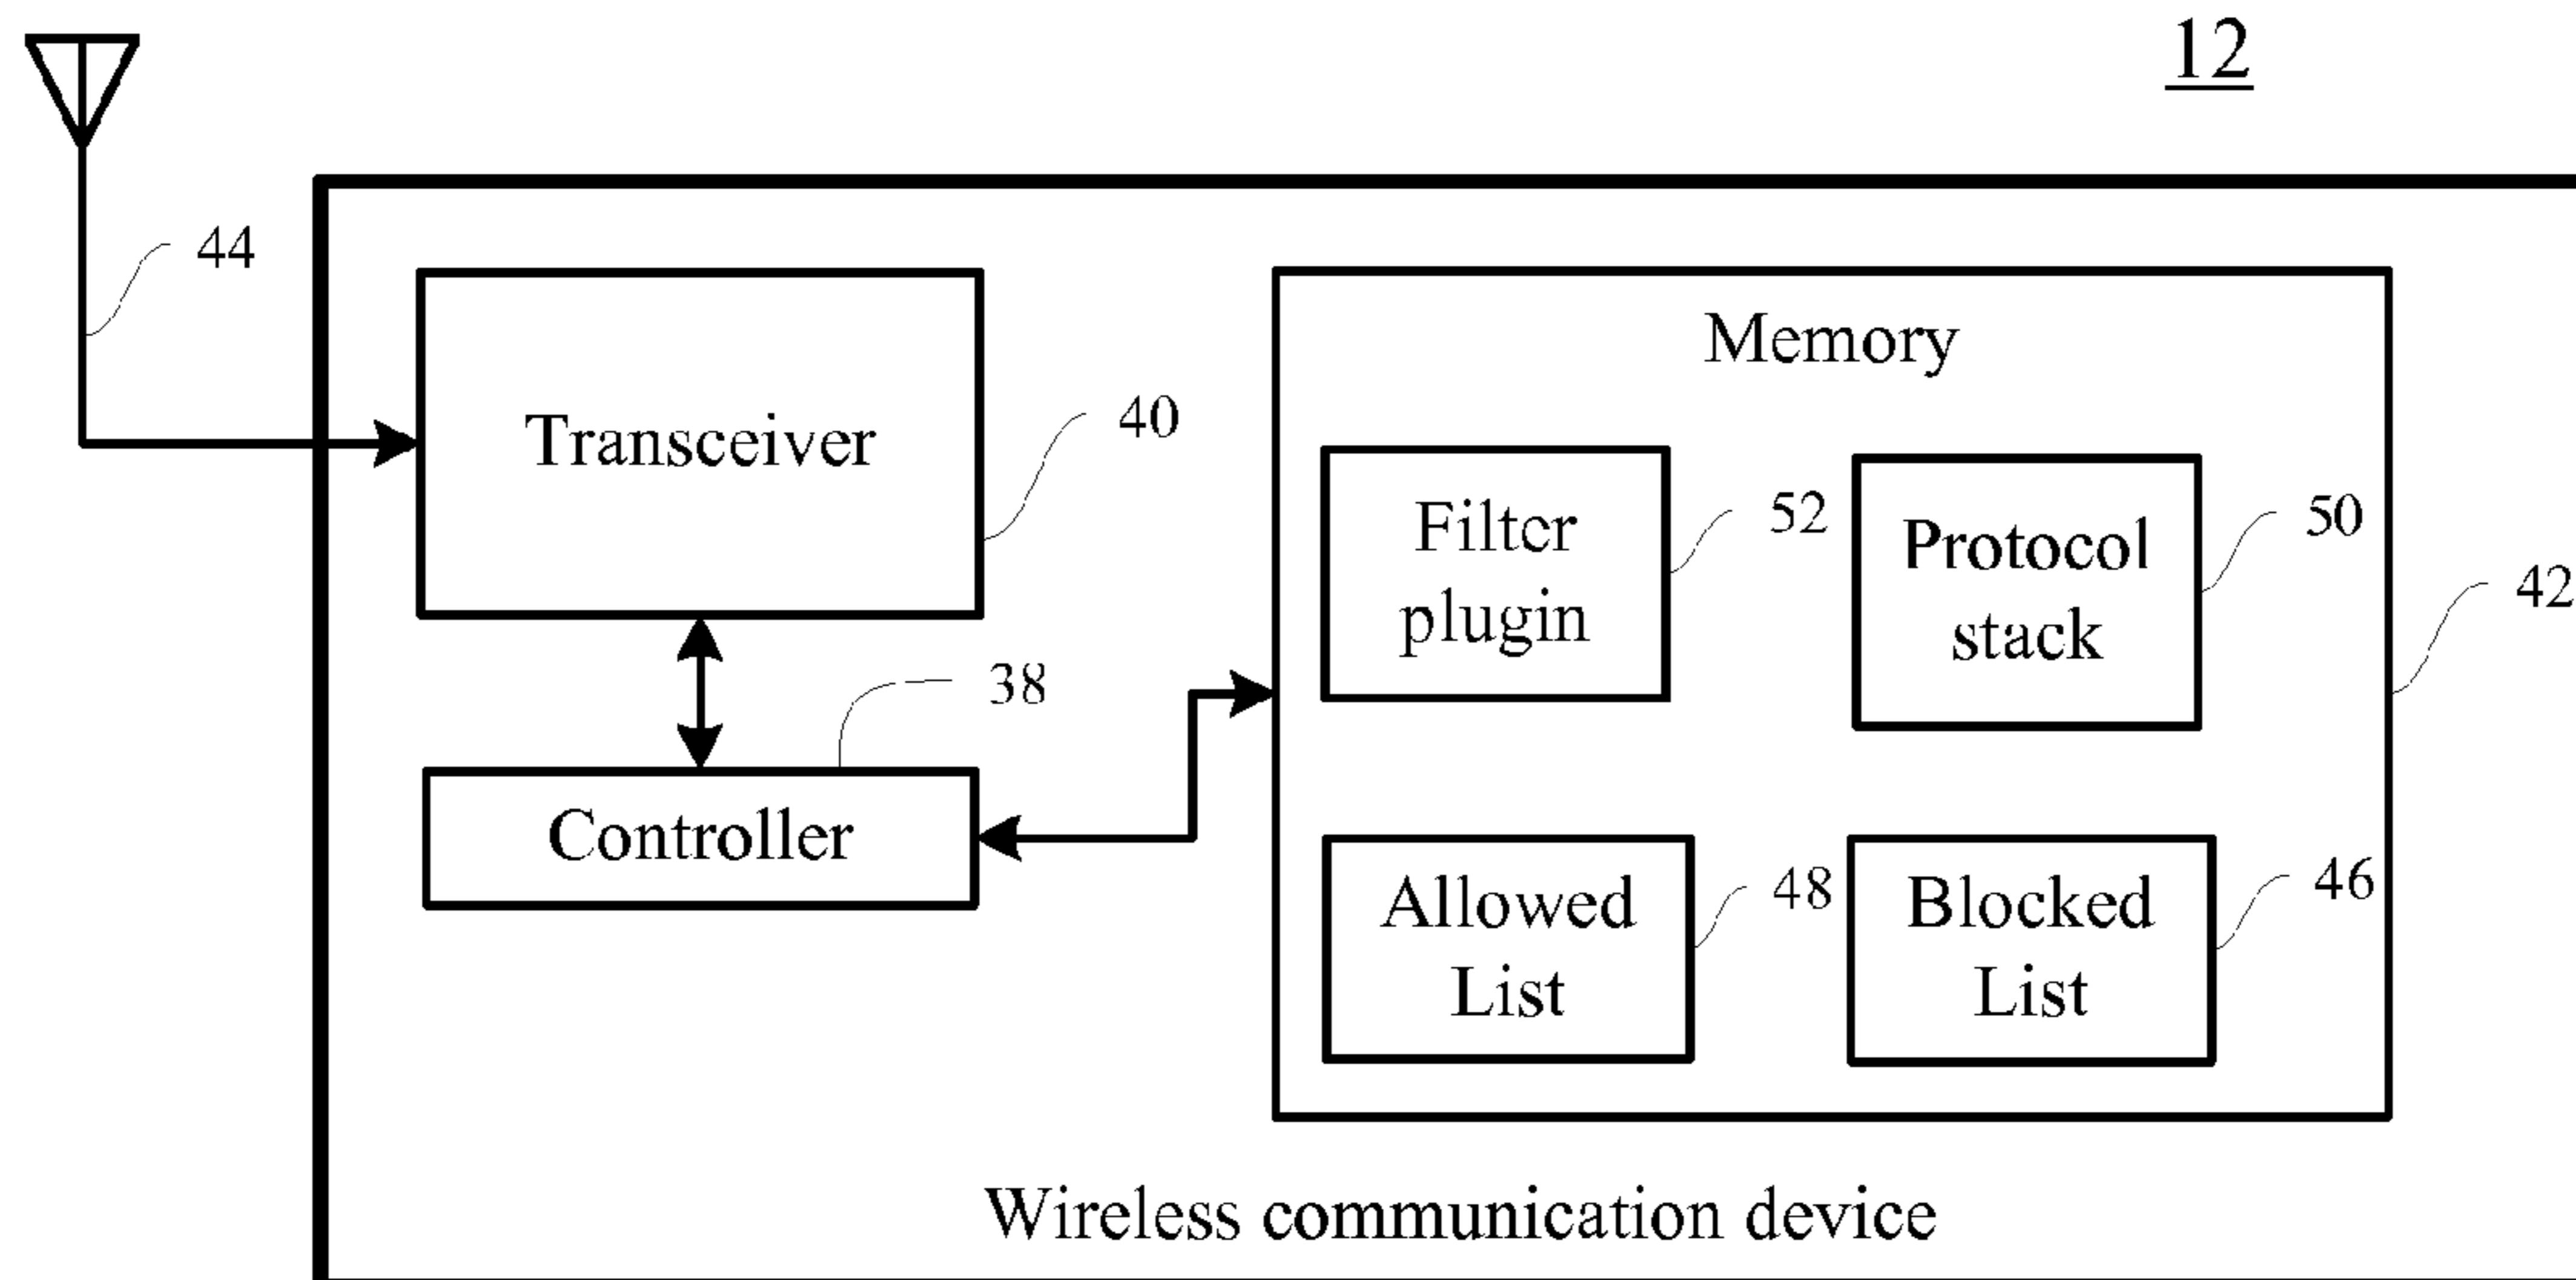 12
44
Transceiver
40
Memory
Filter
plugin
52
Protocol
stack
50
42
38
Controller
Allowed
List
48
Blocked
List
46
Wireless communication device